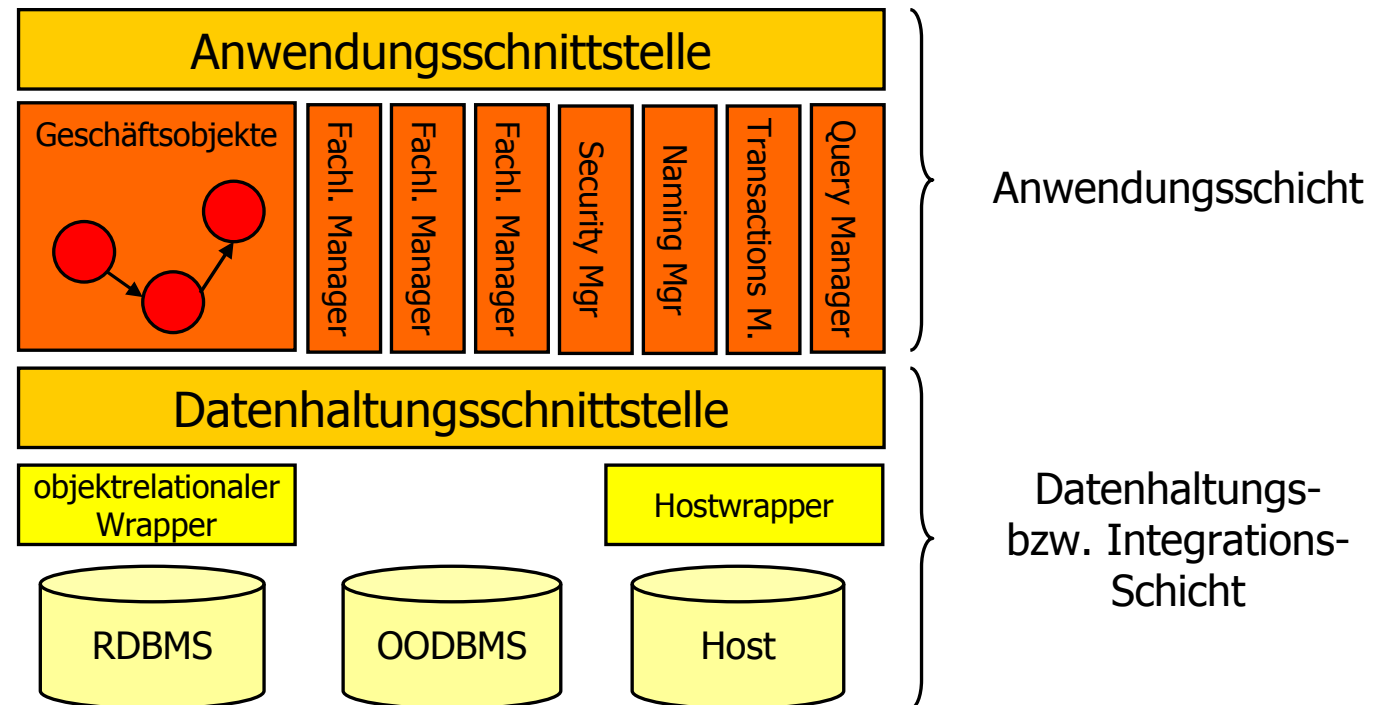 Anwendungsschnittstelle
Geschäftsobjekte
Fachl. Manager
Fachl. Manager
Fachl. Manager
Security Mgr
Naming Mgr
Transactions M.
Query Manager
Anwendungsschicht
Datenhaltungsschnittstelle
objektrelationaler
Wrapper
Hostwrapper
RDBMS
OODBMS
Host
Datenhaltungs-
bzw. Integrations-
Schicht